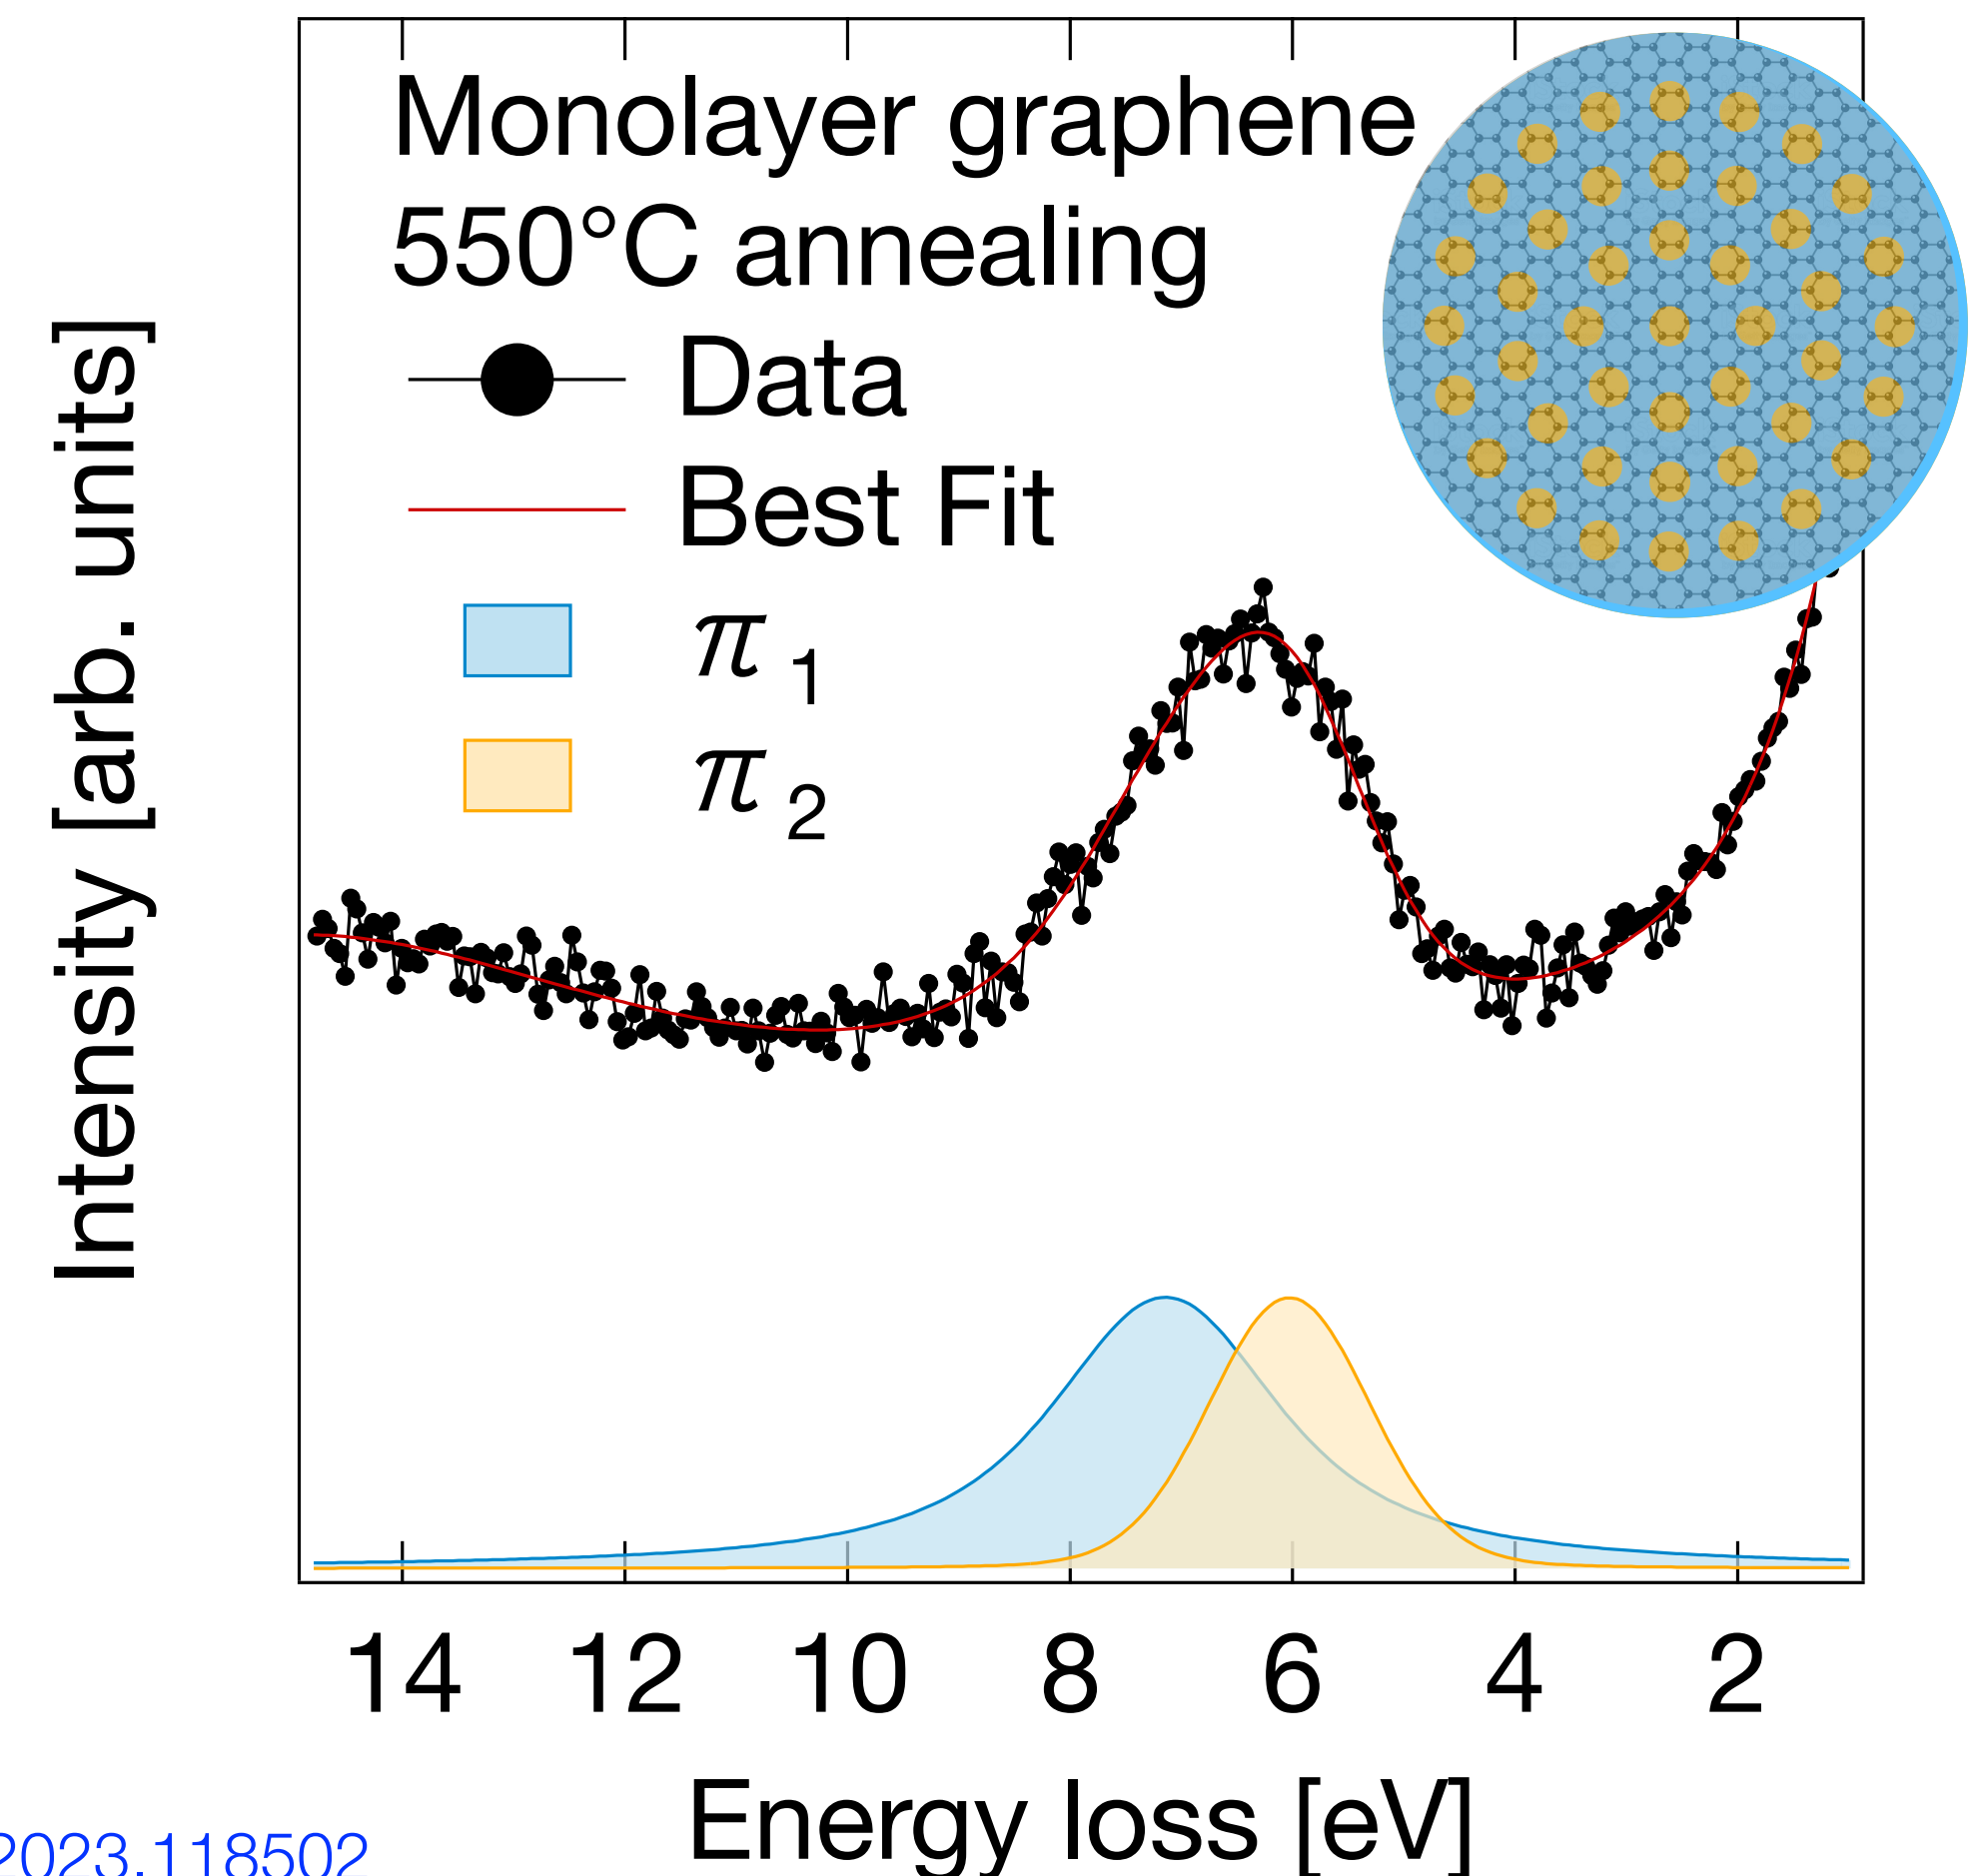 Monolayer graphene
550°C annealing
Data
Best Fit
π 1
π 2
Intensity [arb. units]
14 12 10 8 6 4 2
Energy loss [eV]
2023.118502